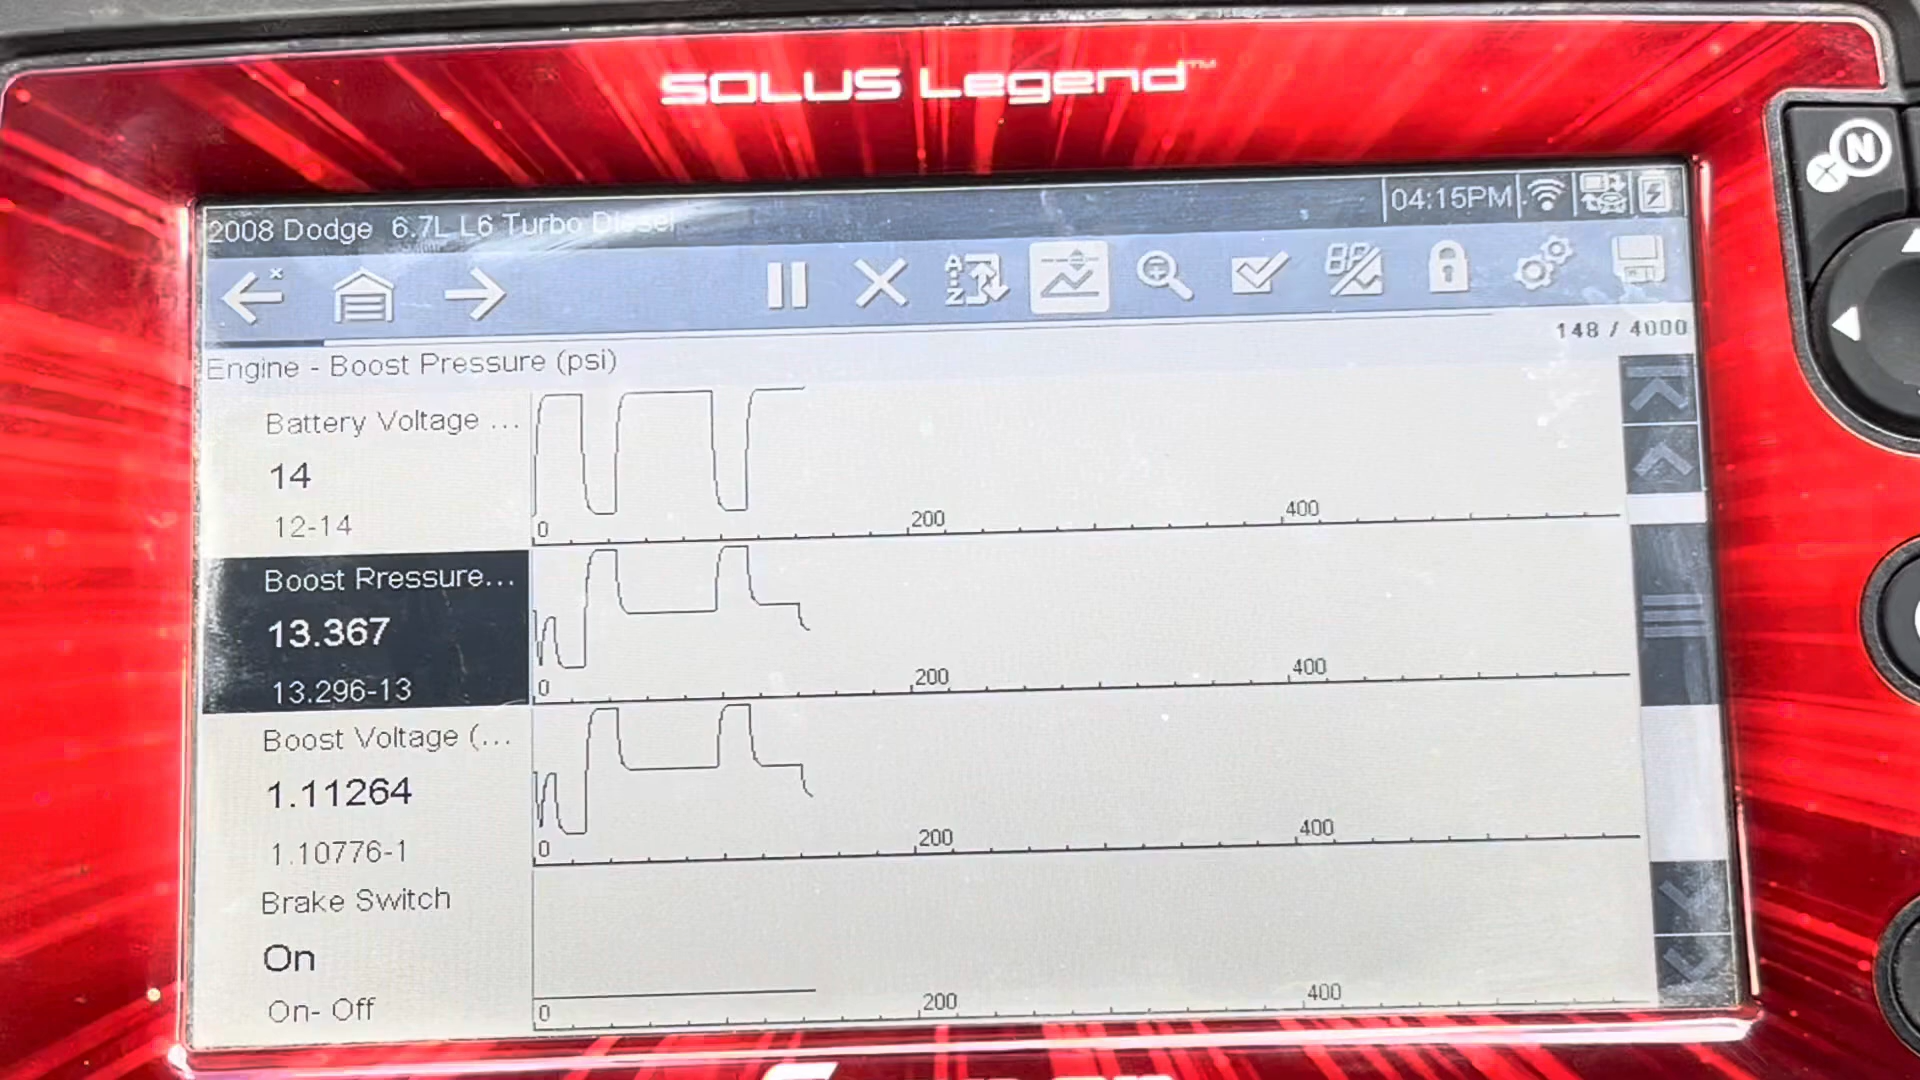 SOLUS Legend™
N
2008 Dodge 6.7L L6 Turbo Diesel
04:15PM
148 / 4000
Engine - Boost Pressure (psi)
Battery Voltage ...
14
12-14
0 200 400
Boost Prressure...
13.367
13.296-13
0 200 400
Boost Voltage (...
1.11264
1.10776-1
0 200 400
Brake Switch
On
On- Off
0 200 400